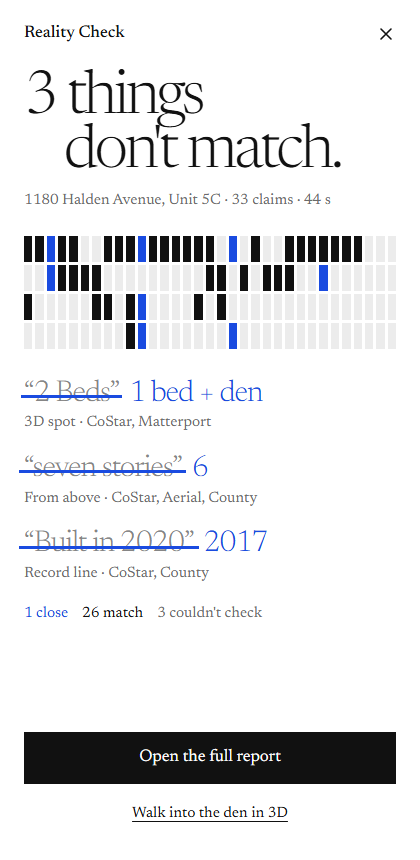 Reality Check
3 things
don't match.
1180 Halden Avenue, Unit 5C · 33 claims · 44 s
“2 Beds” 1 bed + den
3D spot · CoStar, Matterport
“seven stories” 6
From above · CoStar, Aerial, County
“Built in 2020” 2017
Record line · CoStar, County
1 close 26 match 3 couldn't check
Open the full report
Walk into the den in 3D